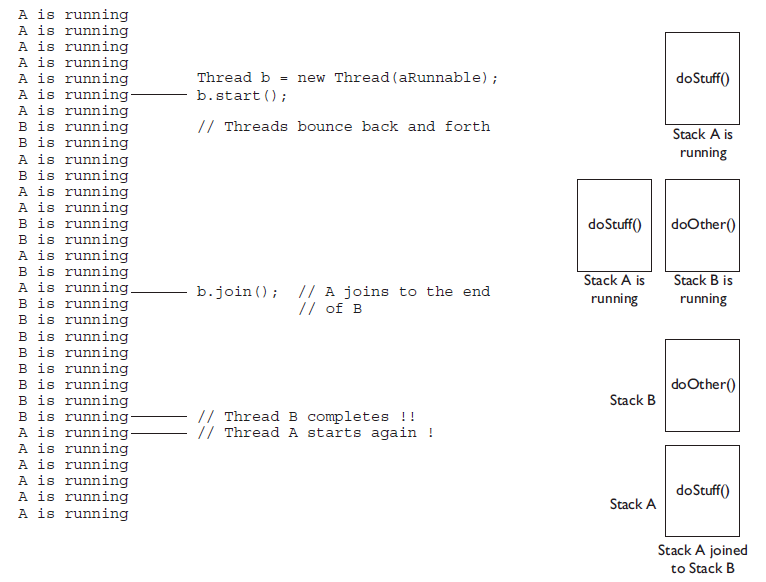 A is running
A is running
A is running
A is running
A is running
A is running
A is running
B is running
B is running
A is running
B is running
A is running
A is running
B is running
B is running
A is running
B is running
A is running
B is running
B is running
B is running
B is running
B is running
B is running
B is running
B is running
A is running
A is running
A is running
A is running
A is running
A is running
Thread b = new Thread(aRunnable);
b.start();
// Threads bounce back and forth
b.join();  // A joins to the end
// of B
// Thread B completes !!
// Thread A starts again !
doStuff()
Stack A is
running
doStuff()
Stack A is
running
doOther()
Stack B is
running
Stack B
doOther()
Stack A
doStuff()
Stack A joined
to Stack B